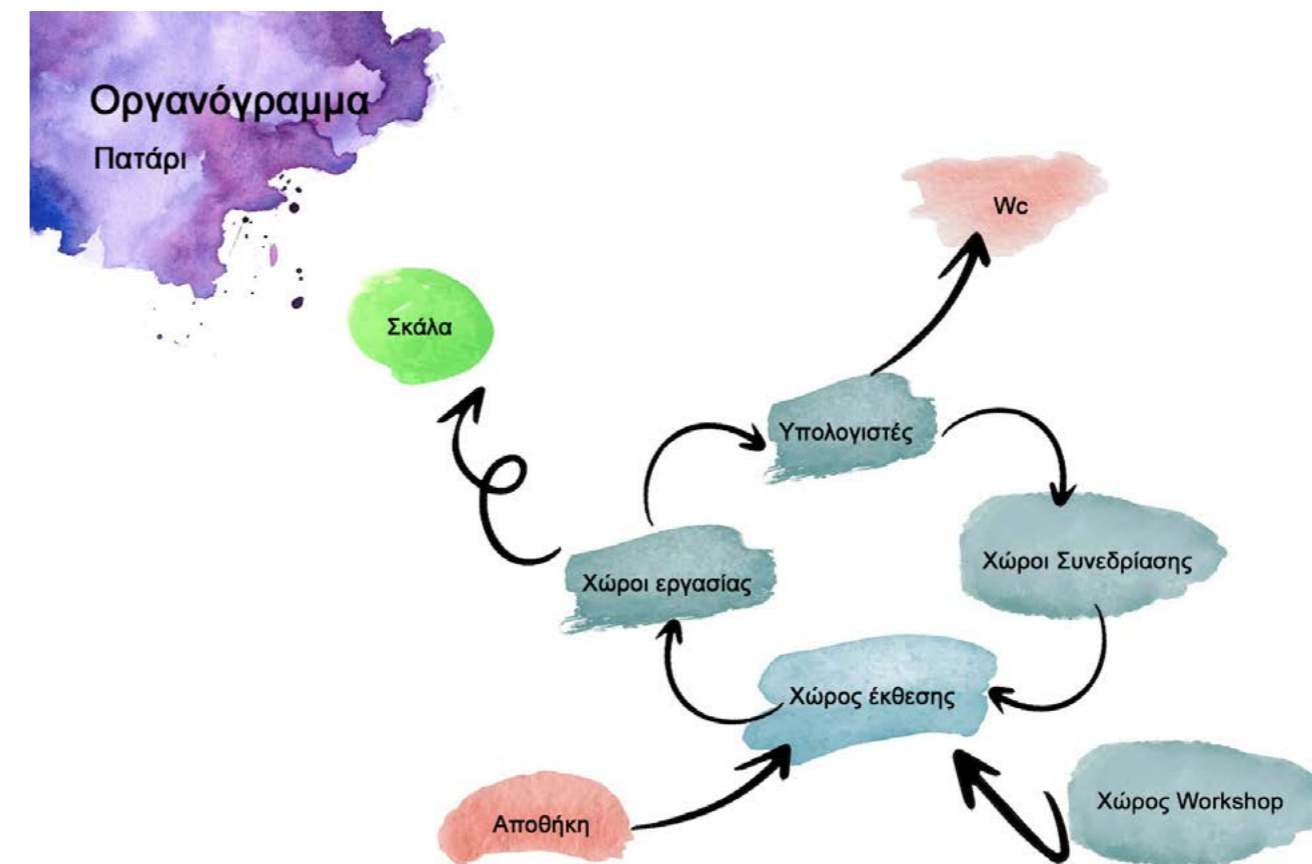 Οργανόγραμμα
Πατάρι
Wc
Σκάλα
Υπολογιστές
Χώροι Συνεδρίασης
Χώροι εργασίας
Χώρος έκθεσης
Χώρος Workshop
Αποθήκη